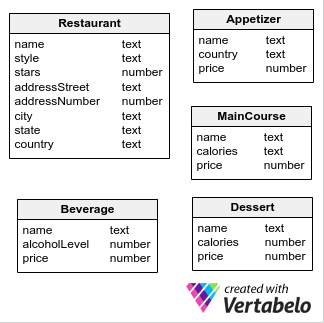 Restaurant
name text
style text
stars number
addressStreet text
addressNumber number
city text
state text
country text
Appetizer
name text
country text
price number
MainCourse
name text
calories text
price number
Beverage
name text
alcoholLevel number
price number
Dessert
name text
calories number
price number
created with
Vertabelo